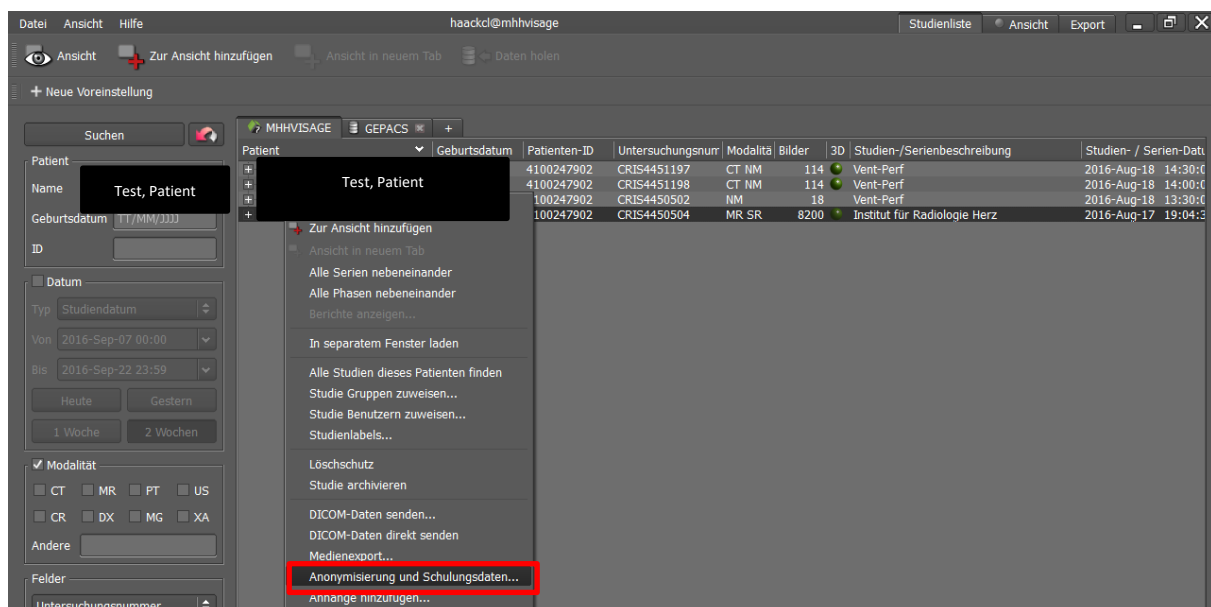 Datei Ansicht Hilfe haackcl@mhhvisage Studienliste Ansicht Export
Ansicht Zur Ansicht hinzufügen Ansicht in neuem Tab Daten holen
+ Neue Voreinstellung
Suchen MHHVISAGE GEPACS +
Patient Geburtsdatum Patienten-ID Untersuchungsnum Modalitä Bilder 3D Studien-/Serienbeschreibung Studien- / Serien-Datu
4100247902 CRIS4451197 CT NM 114 Vent-Perf 2016-Aug-18 14:30:0
4100247902 CRIS4451198 CT NM 114 Vent-Perf 2016-Aug-18 14:00:0
4100247902 CRIS4450502 NM 18 Vent-Perf 2016-Aug-18 13:30:0
4100247902 CRIS4450504 MR SR 8200 Institut für Radiologie Herz 2016-Aug-17 19:04:3
Test, Patient
Patient
Name Test, Patient
Geburtsdatum TT/MM/JJJJ
ID
Datum
Typ Studiendatum
Von 2016-Sep-07 00:00
Bis 2016-Sep-22 23:59
Heute Gestern
1 Woche 2 Wochen
Modalität
CT MR PT US
CR DX MG XA
Andere
Felder
Untersuchungsnummer
Zur Ansicht hinzufügen
Ansicht in neuem Tab
Alle Serien nebeneinander
Alle Phasen nebeneinander
Berichte anzeigen...
In separatem Fenster laden
Alle Studien dieses Patienten finden
Studie Gruppen zuweisen...
Studie Benutzern zuweisen...
Studienlabels...
Löschschutz
Studie archivieren
DICOM-Daten senden...
DICOM-Daten direkt senden
Medienexport...
Anonymisierung und Schulungsdaten...
Anhänge hinzufügen...